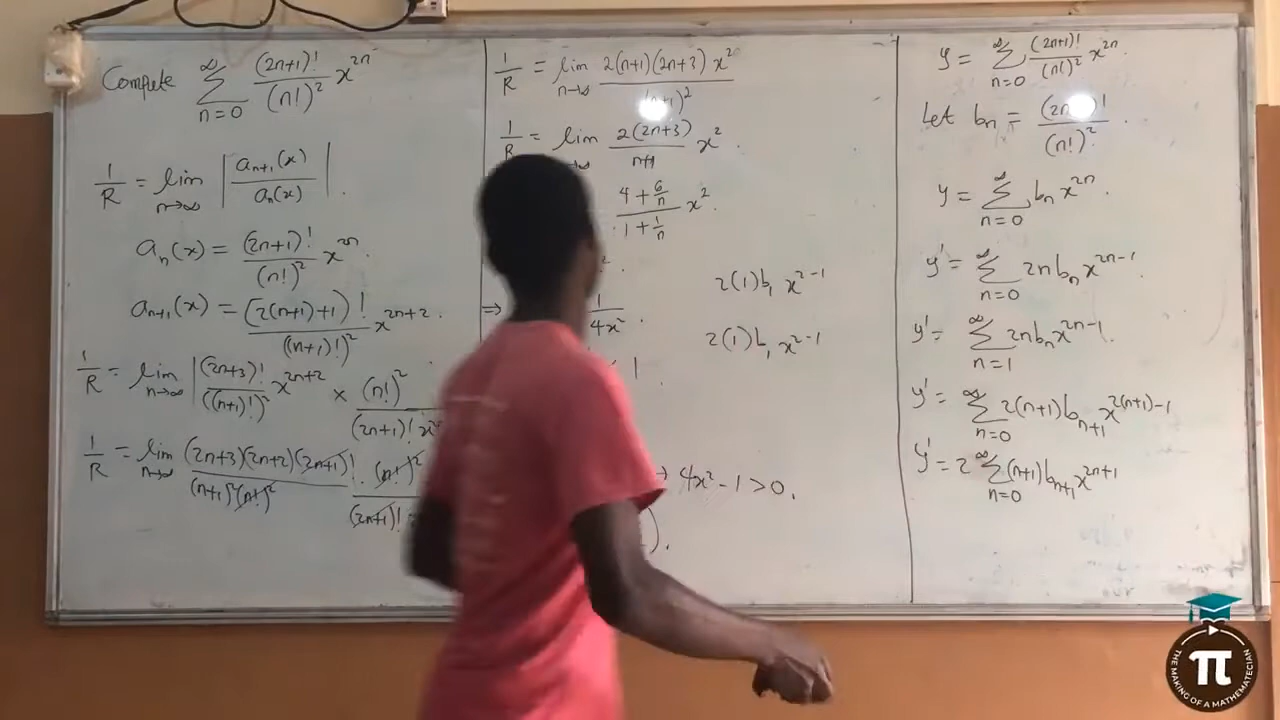 Compute ∑_{n=0}^{∞} (2n+1)!/(n!)² x^{2n}
1/R = lim_{n→∞} | a_{n+1}(x) / a_n(x) | .
a_n(x) = (2n+1)!/(n!)² x^{2n} .
a_{n+1}(x) = [2(n+1)+1)!/((n+1)!)² x^{2n+2} .
1/R = lim_{n→∞} | (2n+3)!/((n+1)!)² x^{2n+2} × (n!)²/(2n+1)!
1/R = lim_{n→∞} (2n+3)(2n+2)(2n+1)!/(n+1)²(n!)² . (n!)²/(2n+1)!
1/R = lim_{n→∞} 2(n+1)(2n+3) x²/(n+1)²
1/R = lim_{n→∞} 2(2n+3)/n+1 x² .
4+6/n / 1+1/n x² .
⇒ 1/4x² .
4x² - 1 > 0 .
2(1)b₁ x^{2-1}
2(1)b₁ x^{2-1}
y = ∑_{n=0}^{∞} (2n+1)!/(n!)² x^{2n} .
Let b_n = (2n !/(n!)² .
y = ∑_{n=0}^{∞} b_n x^{2n} .
y' = ∑_{n=0}^{∞} 2n b_n x^{2n-1} .
y' = ∑_{n=1}^{∞} 2n b_n x^{2n-1} .
y' = ∑_{n=0}^{∞} 2(n+1) b_{n+1} x^{2(n+1)-1}
y' = 2 ∑_{n=0}^{∞} (n+1) b_{n+1} x^{2n+1}
π
THE MAKING OF A MATHEMATECIAN